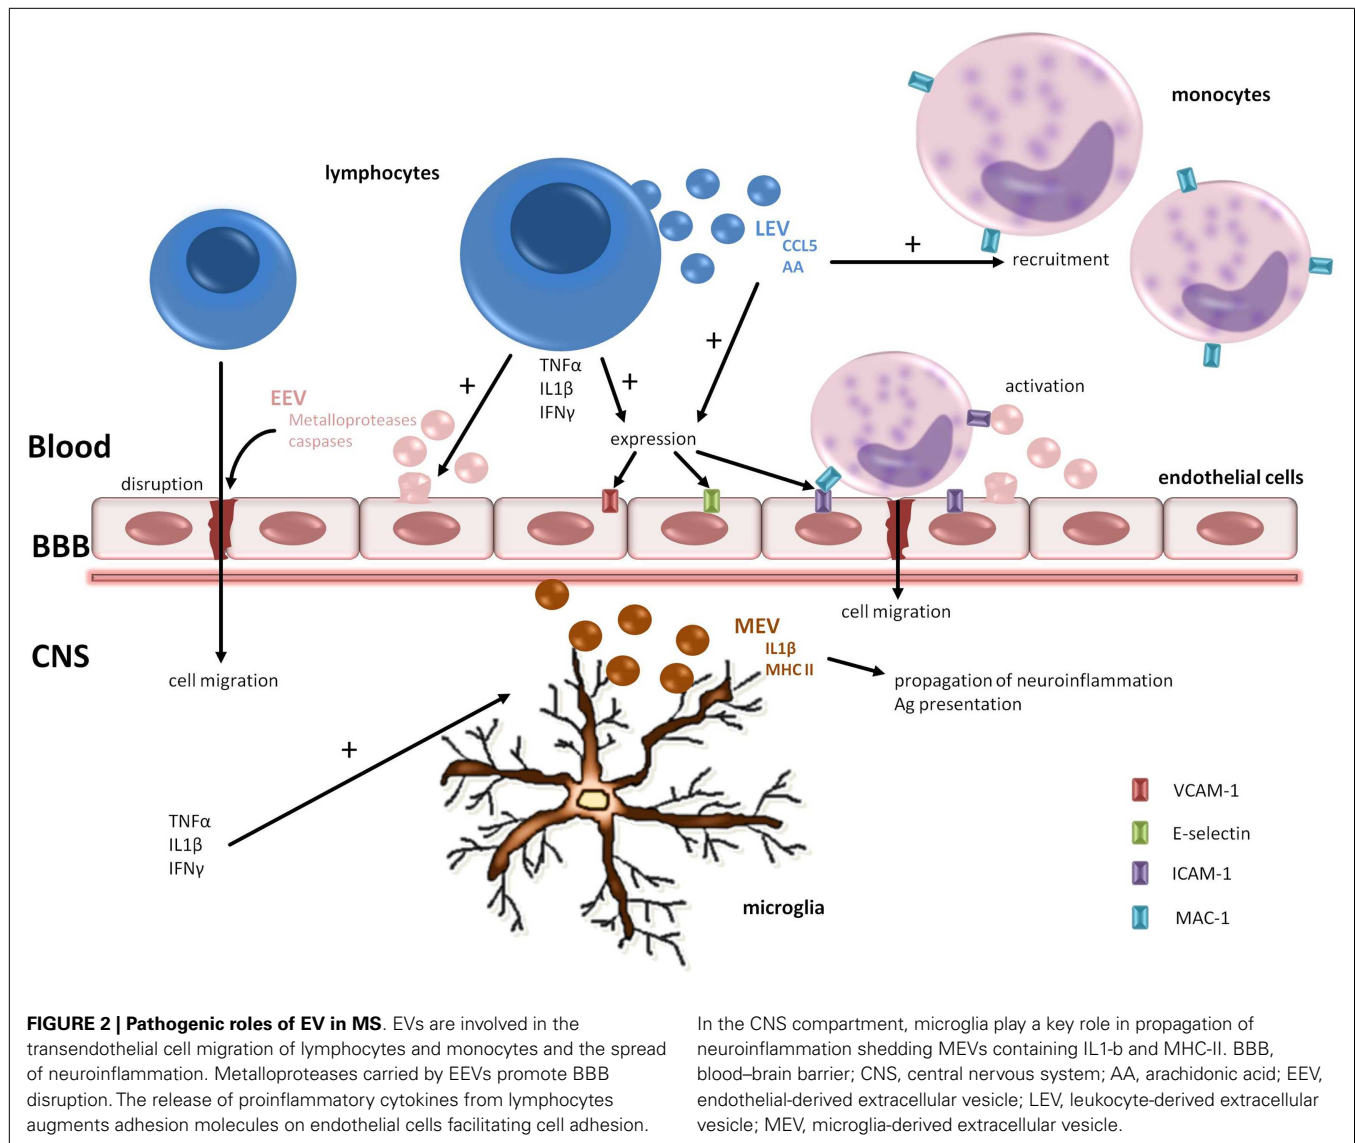 monocytes
lymphocytes
LEV
CCL5
AA
+
recruitment
+
TNFα
IL1β
IFNγ
+
+
activation
EEV
Metalloproteases
caspases
expression
Blood
disruption
endothelial cells
BBB
cell migration
CNS
MEV
IL1β
MHC II
cell migration
propagation of neuroinflammation
Ag presentation
+
TNFα
IL1β
IFNγ
microglia
VCAM-1
E-selectin
ICAM-1
MAC-1
FIGURE 2 | Pathogenic roles of EV in MS. EVs are involved in the
transendothelial cell migration of lymphocytes and monocytes and the spread
of neuroinflammation. Metalloproteases carried by EEVs promote BBB
disruption. The release of proinflammatory cytokines from lymphocytes
augments adhesion molecules on endothelial cells facilitating cell adhesion.
In the CNS compartment, microglia play a key role in propagation of
neuroinflammation shedding MEVs containing IL1-b and MHC-II. BBB,
blood–brain barrier; CNS, central nervous system; AA, arachidonic acid; EEV,
endothelial-derived extracellular vesicle; LEV, leukocyte-derived extracellular
vesicle; MEV, microglia-derived extracellular vesicle.